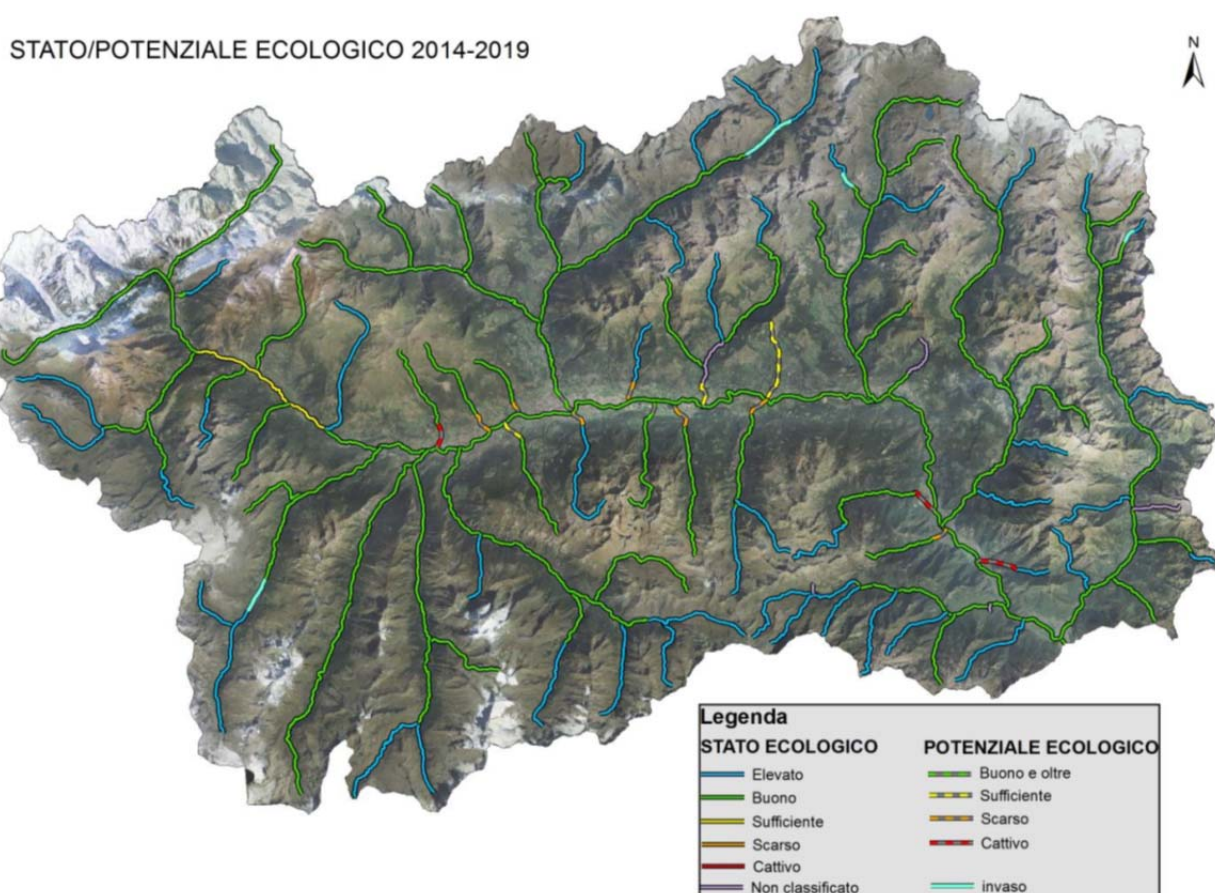 STATO/POTENZIALE ECOLOGICO 2014-2019
N
Legenda
STATO ECOLOGICO
Elevato
Buono
Sufficiente
Scarso
Cattivo
Non classificato
POTENZIALE ECOLOGICO
Buono e oltre
Sufficiente
Scarso
Cattivo
invaso